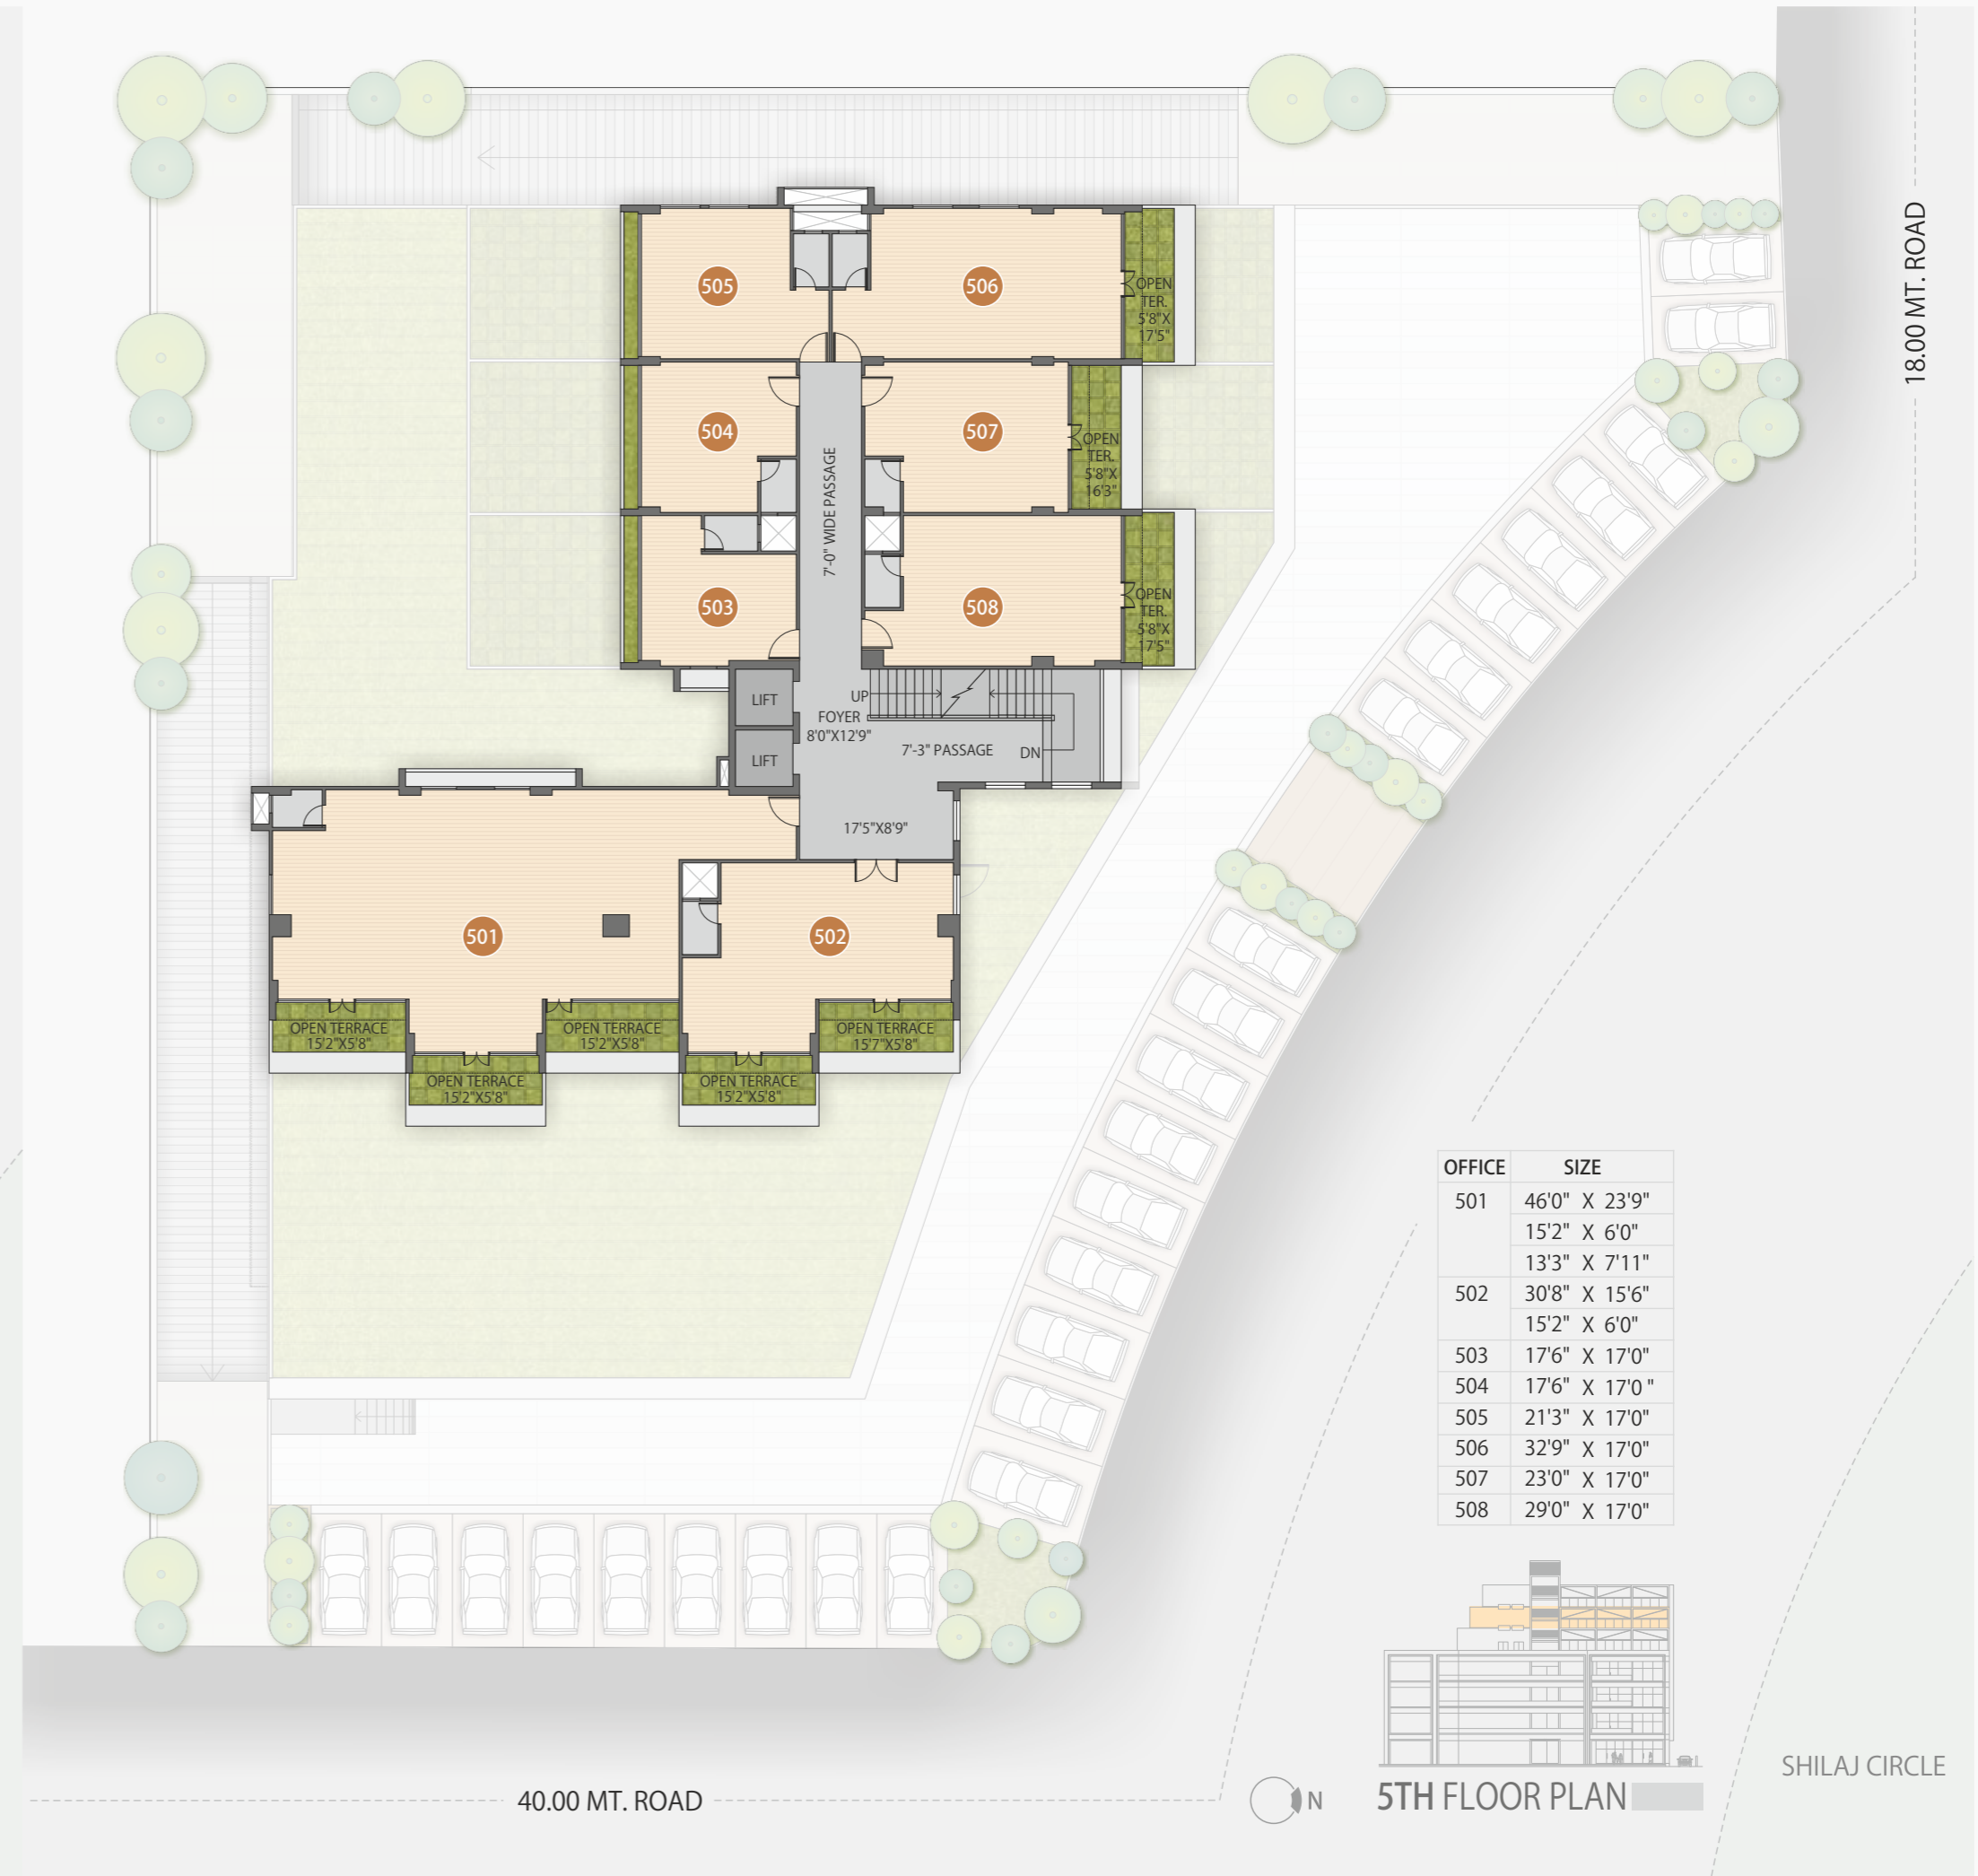 18.00 MT. ROAD
505
506
OPEN
TER.
5'8"X
17'5"
504
507
OPEN
TER.
5'8"X
16'3"
7'-0" WIDE PASSAGE
503
508
OPEN
TER.
5'8"X
17'5"
LIFT
UP
FOYER
8'0"X12'9"
LIFT
7'-3" PASSAGE
DN
17'5"X8'9"
501
502
OPEN TERRACE
15'2"X5'8"
OPEN TERRACE
15'2"X5'8"
OPEN TERRACE
15'7"X5'8"
OPEN TERRACE
15'2"X5'8"
OPEN TERRACE
15'2"X5'8"
OFFICE SIZE
501 46'0" X 23'9"
15'2" X 6'0"
13'3" X 7'11"
502 30'8" X 15'6"
15'2" X 6'0"
503 17'6" X 17'0"
504 17'6" X 17'0 "
505 21'3" X 17'0"
506 32'9" X 17'0"
507 23'0" X 17'0"
508 29'0" X 17'0"
SHILAJ CIRCLE
40.00 MT. ROAD
N
5TH FLOOR PLAN